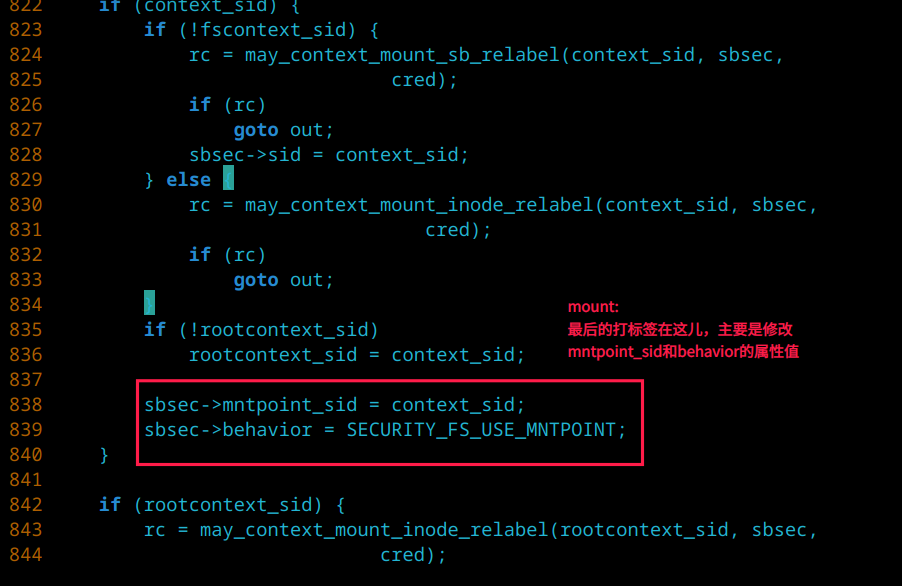 822     if (context_sid) {
823         if (!fscontext_sid) {
824             rc = may_context_mount_sb_relabel(context_sid, sbsec,
825                               cred);
826             if (rc)
827                 goto out;
828             sbsec->sid = context_sid;
829         } else {
830             rc = may_context_mount_inode_relabel(context_sid, sbsec,
831                                  cred);
832             if (rc)
833                 goto out;
834         }
mount:
835         if (!rootcontext_sid)
最后的打标签在这儿，主要是修改
836             rootcontext_sid = context_sid;
mntpoint_sid和behavior的属性值
837
838         sbsec->mntpoint_sid = context_sid;
839         sbsec->behavior = SECURITY_FS_USE_MNTPOINT;
840     }
841
842     if (rootcontext_sid) {
843         rc = may_context_mount_inode_relabel(rootcontext_sid, sbsec,
844                              cred);